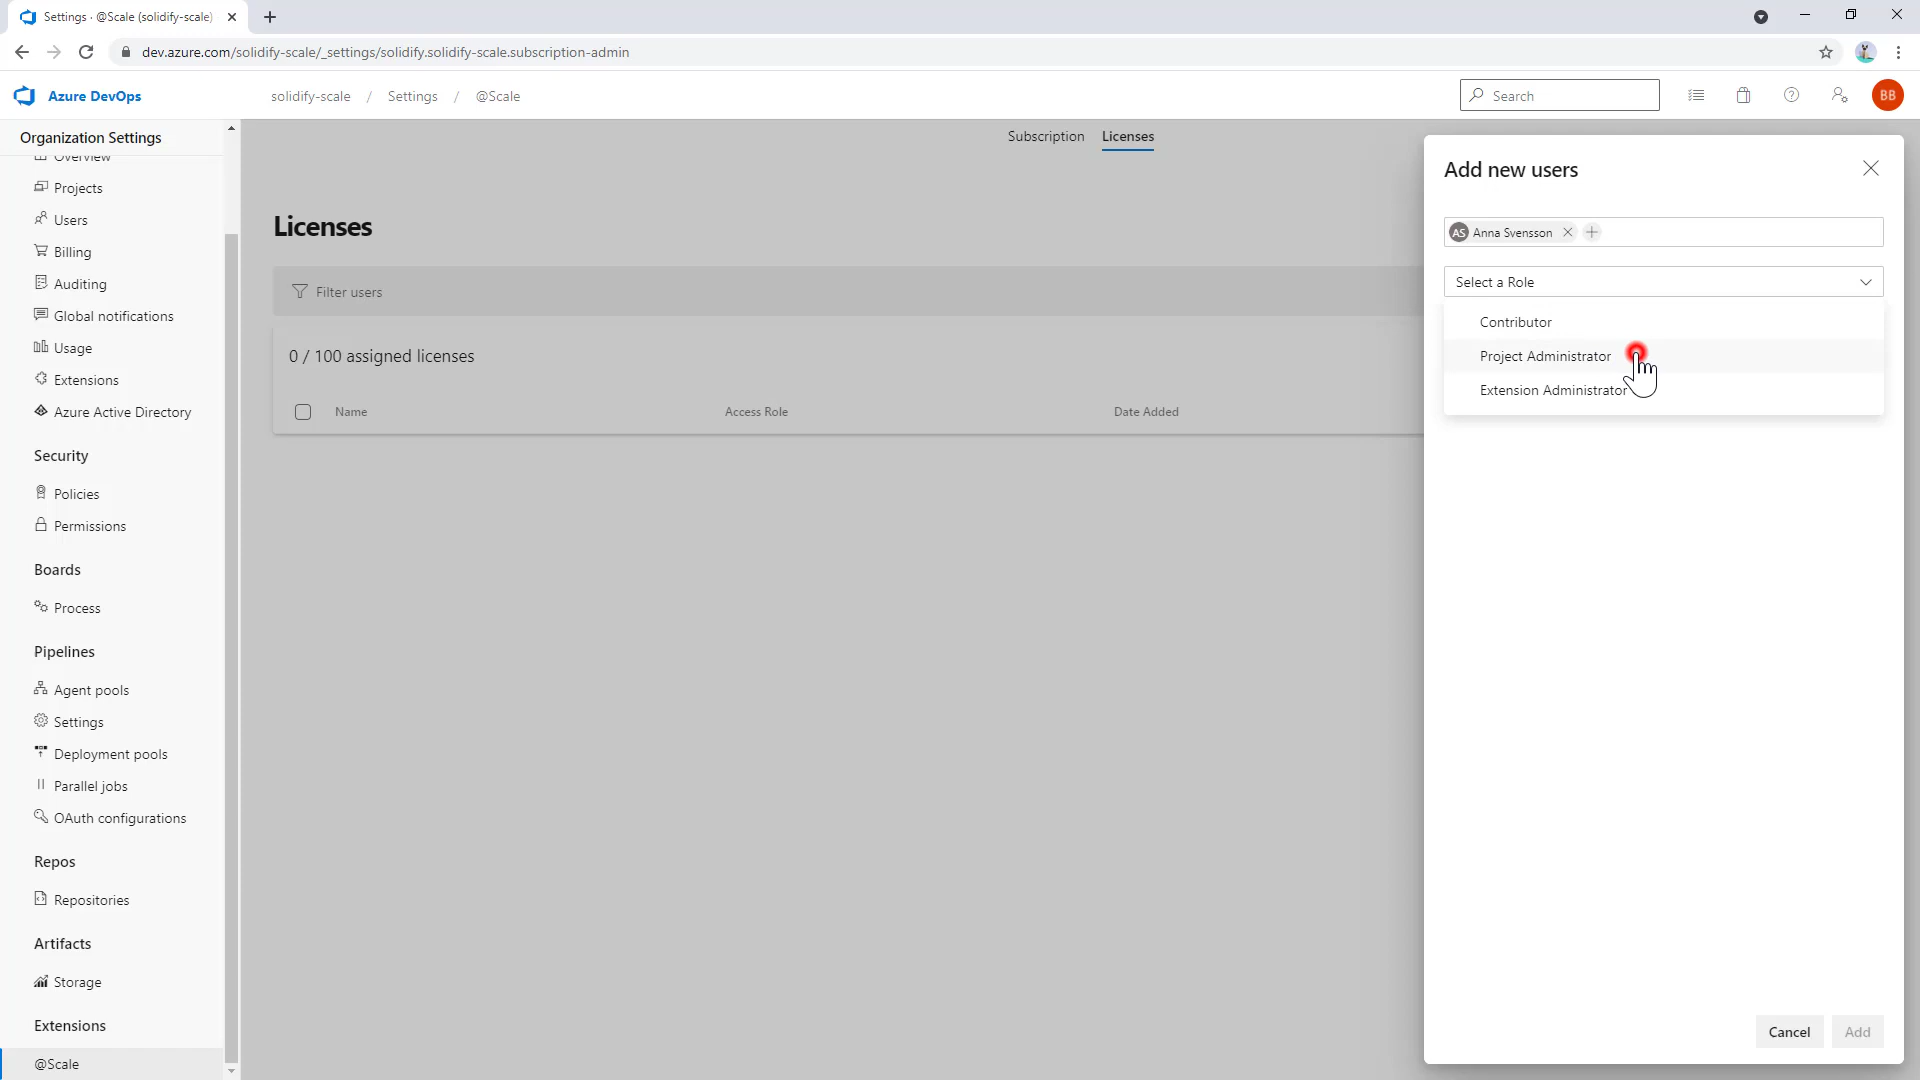 Settings · @Scale (solidify-scale)
dev.azure.com/solidify-scale/_settings/solidify.solidify-scale.subscription-admin
Azure DevOps
solidify-scale / Settings / @Scale
Search
BB
Organization Settings
Overview
Projects
Users
Billing
Auditing
Global notifications
Usage
Extensions
Azure Active Directory
Security
Policies
Permissions
Boards
Process
Pipelines
Agent pools
Settings
Deployment pools
Parallel jobs
OAuth configurations
Repos
Repositories
Artifacts
Storage
Extensions
@Scale
Subscription Licenses
Licenses
Filter users
0 / 100 assigned licenses
Name Access Role Date Added
Add new users
AS Anna Svensson
Select a Role
Contributor
Project Administrator
Extension Administrator
Cancel Add